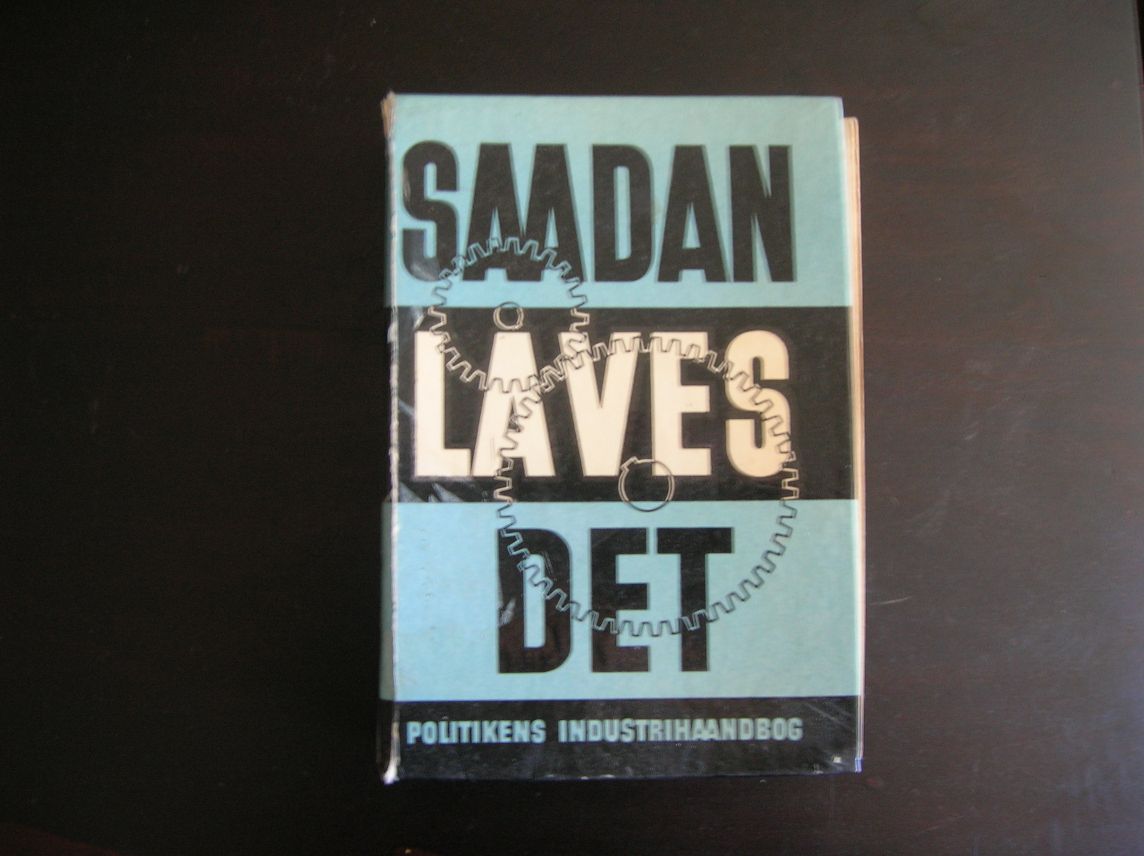 SAADAN
LAVES
DET
POLITIKENS INDUSTRIHAANDBOG